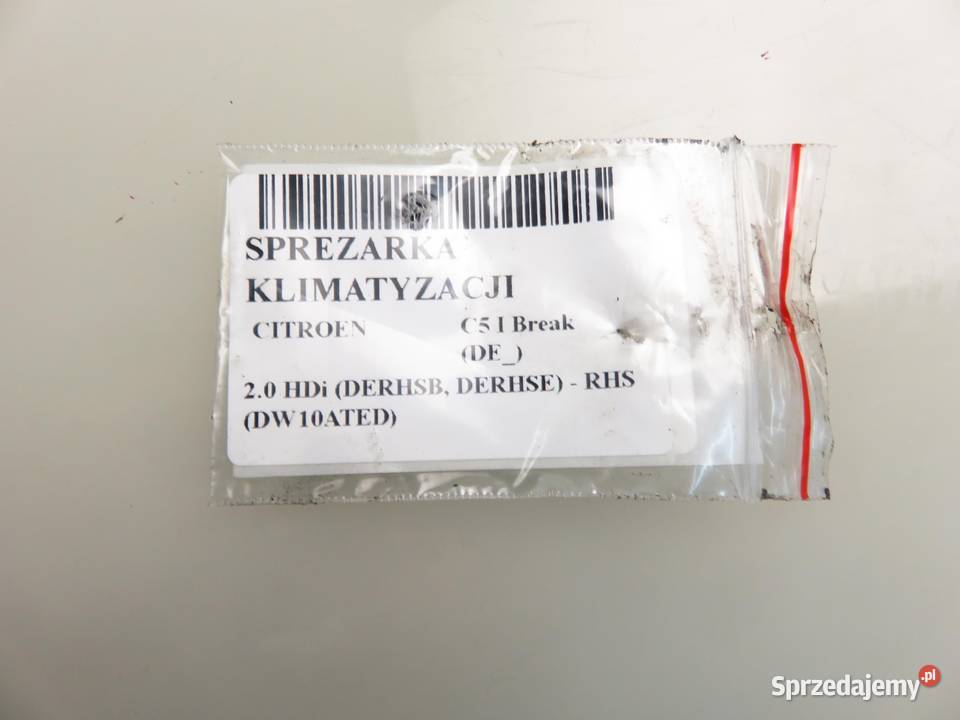 SPREZARKA
KLIMATYZACJI
CITROEN C5 I Break
(DE_)
2.0 HDi (DERHSB, DERHSE) - RHS
(DW10ATED)
Sprzedajemy.pl